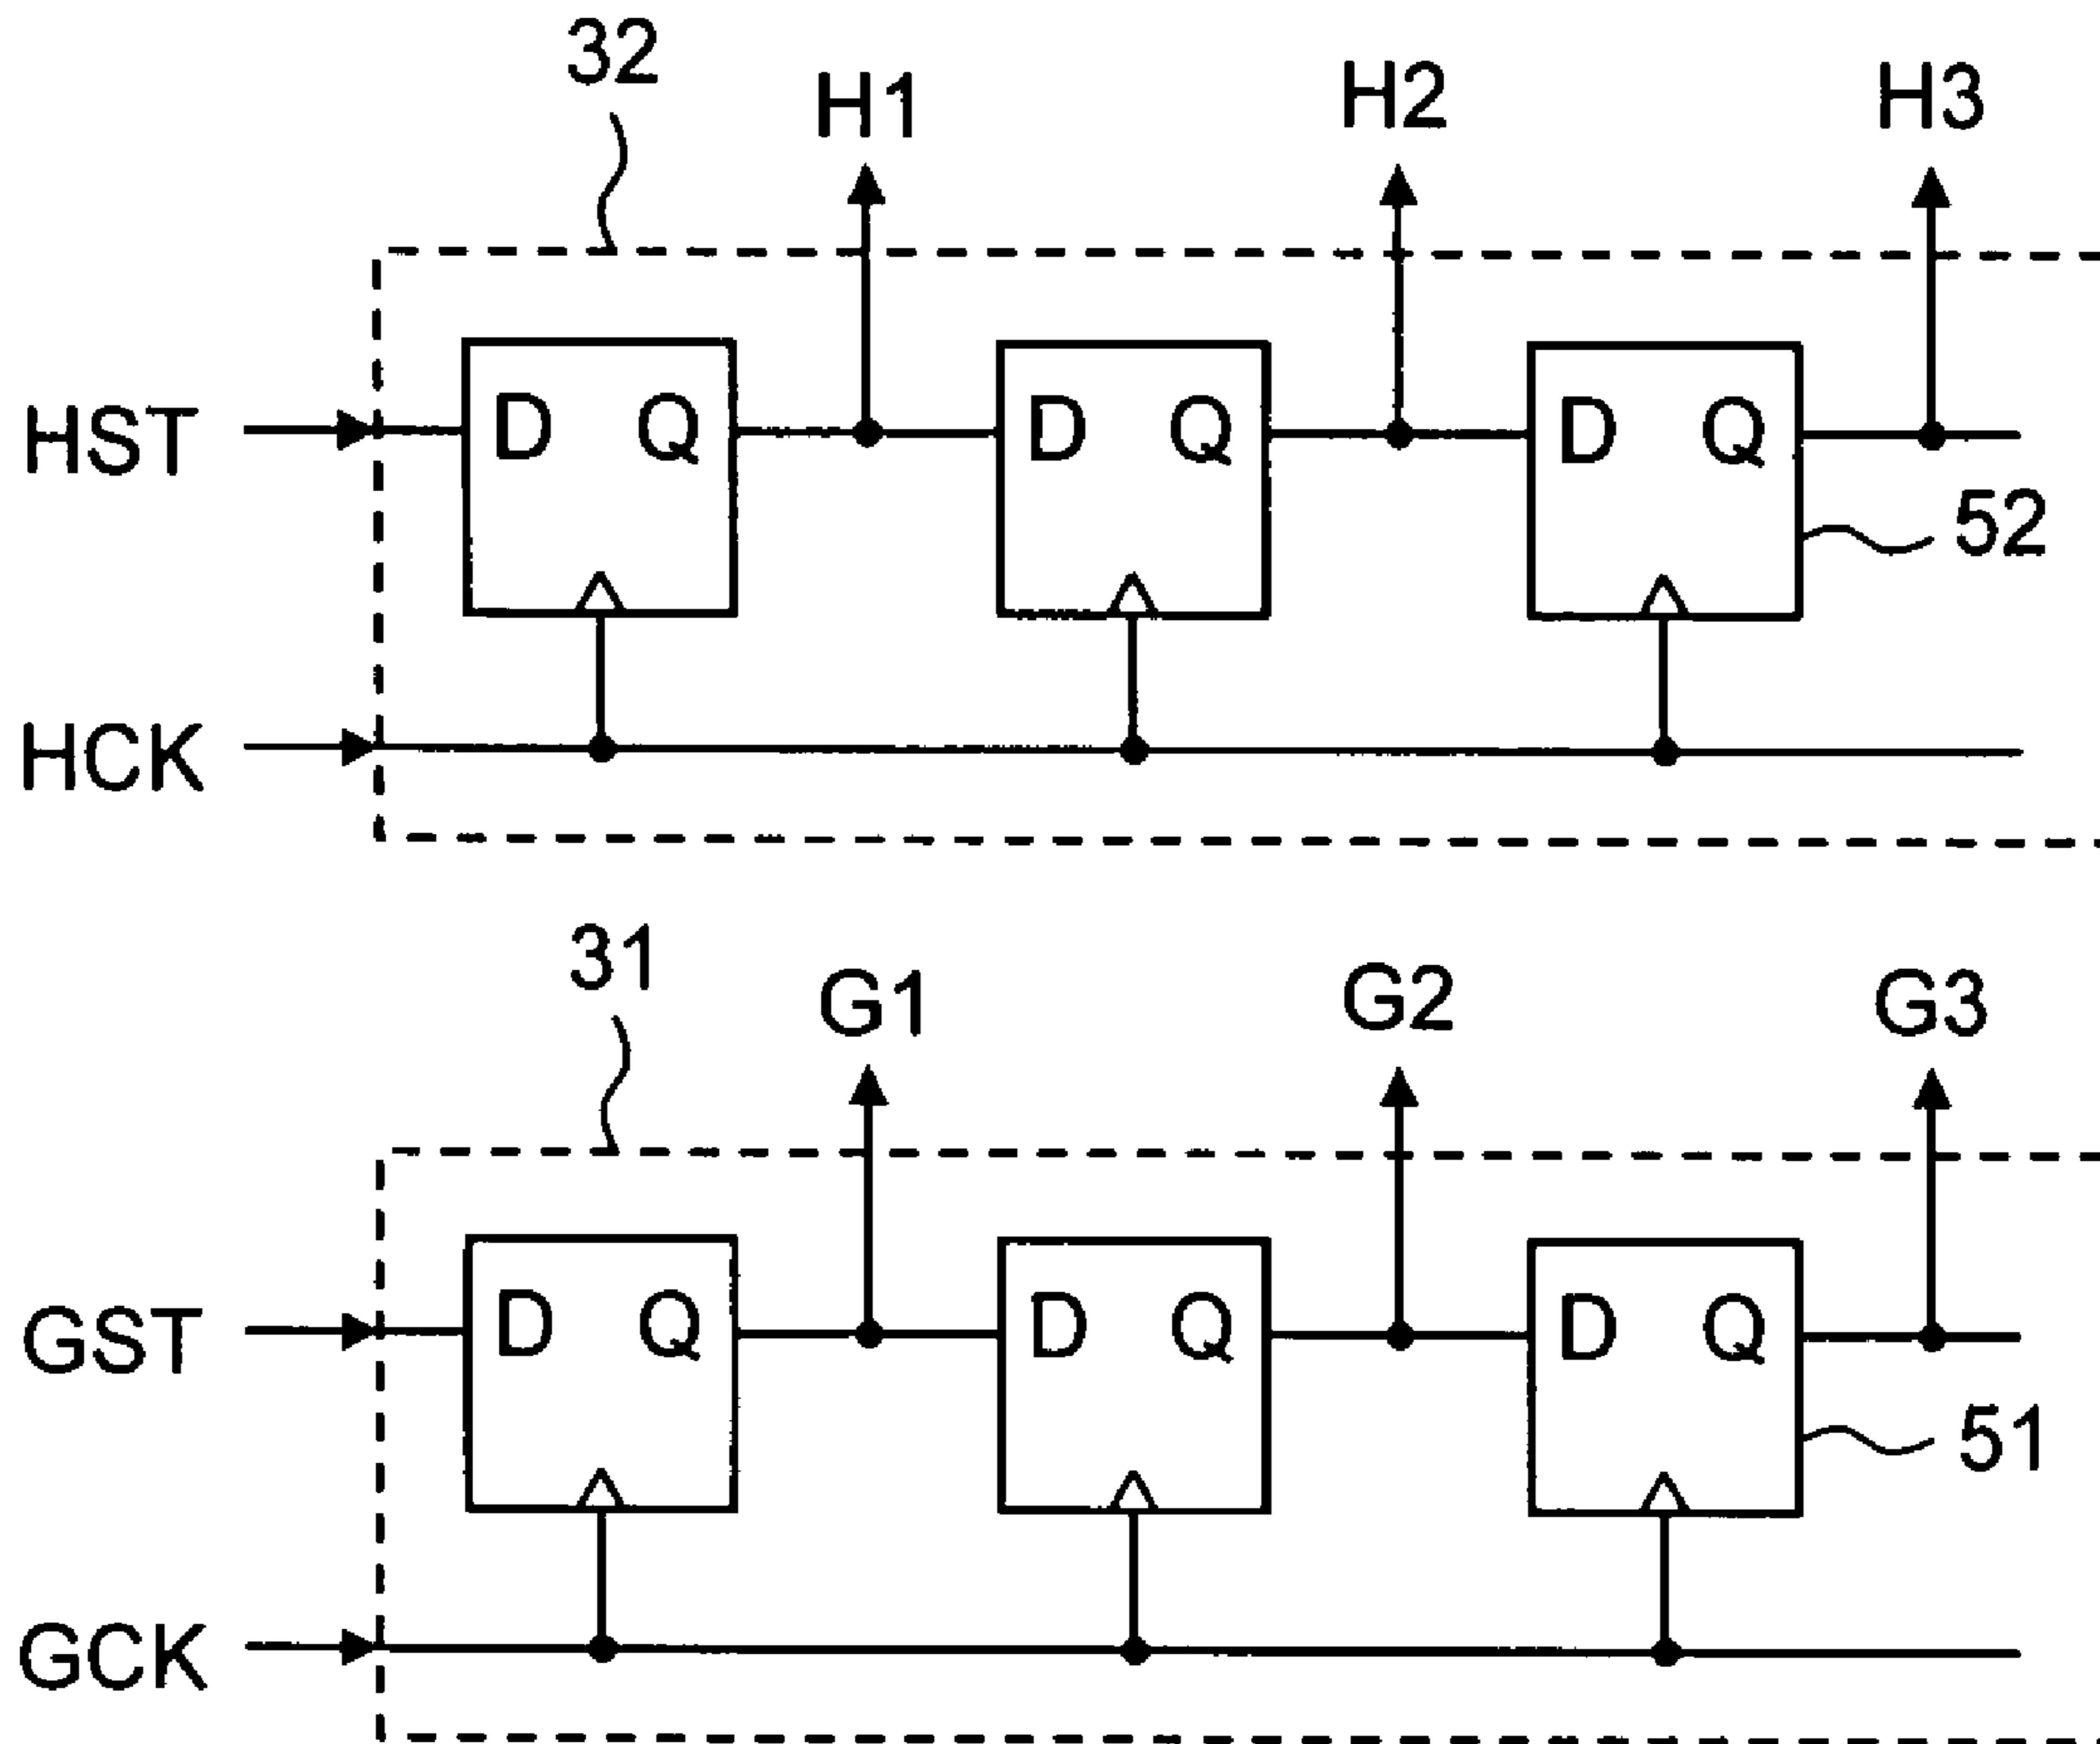 32
H1 H2 H3
HST D Q D Q D Q
52
HCK
31
G1 G2 G3
GST D Q D Q D Q
51
GCK